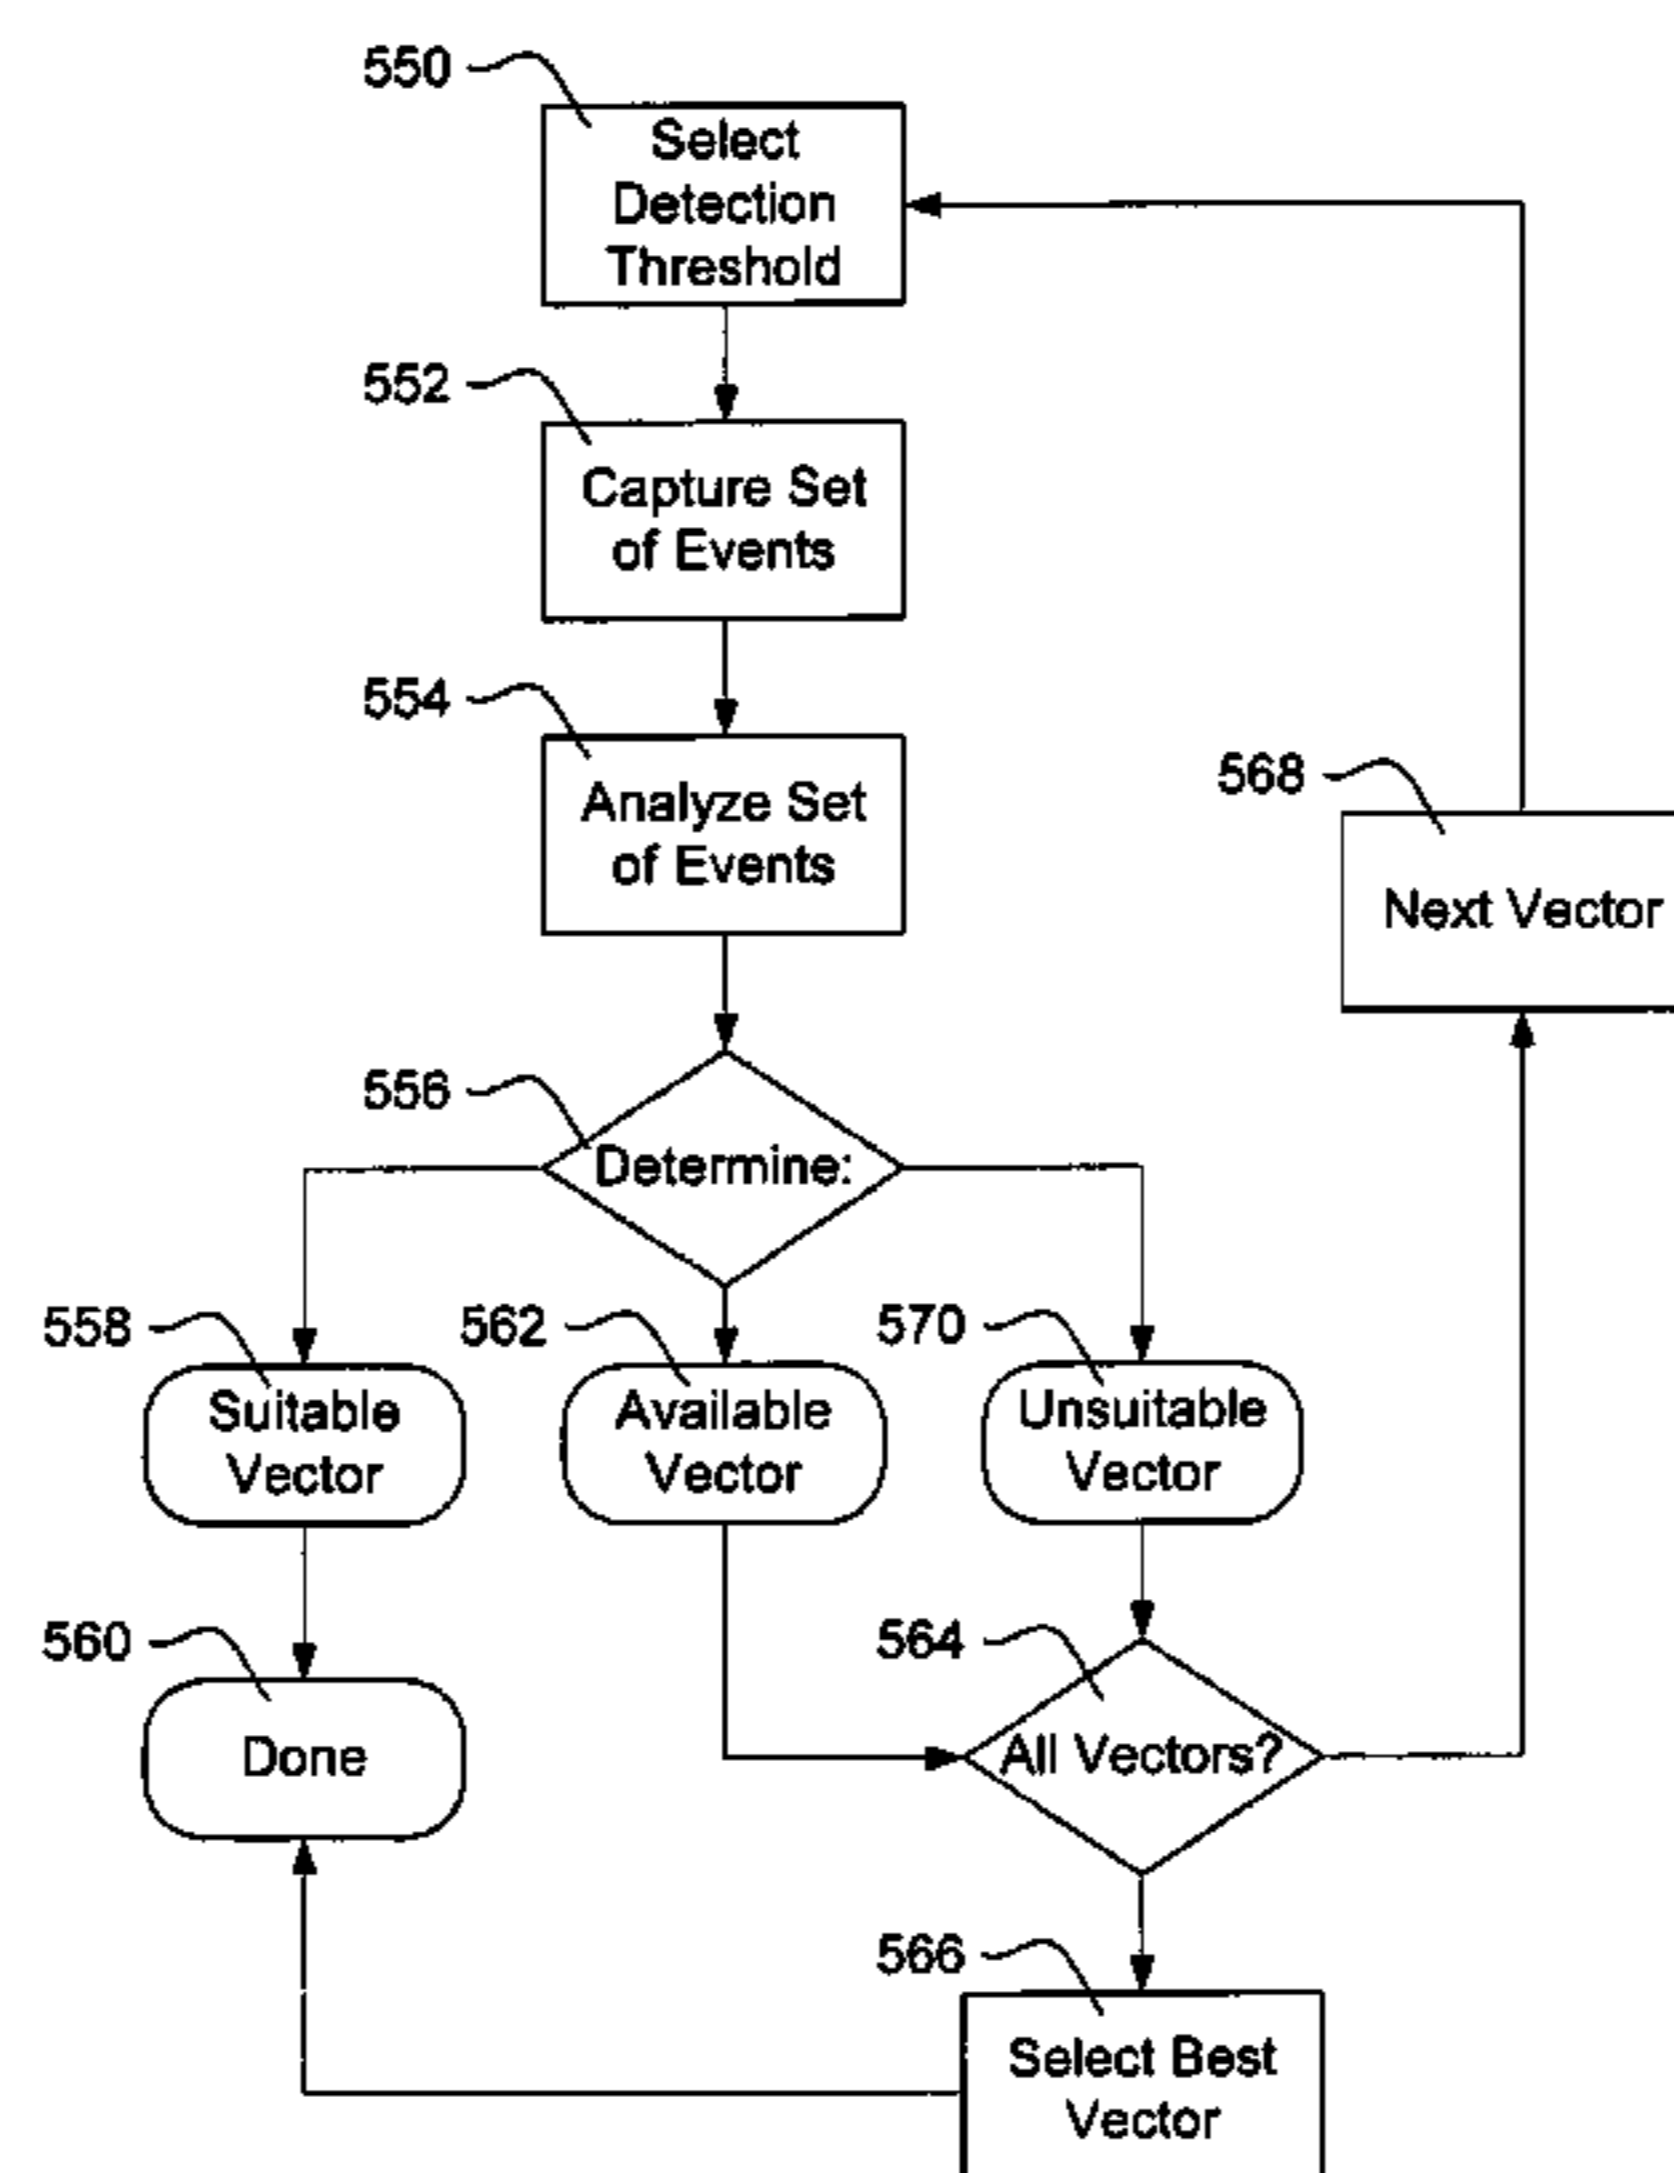 550
Select
Detection
Threshold
552
Capture Set
of Events
554
Analyze Set
of Events
568
Next Vector
556
Determine:
558
Suitable
Vector
562
Available
Vector
570
Unsuitable
Vector
560
Done
564
All Vectors?
566
Select Best
Vector